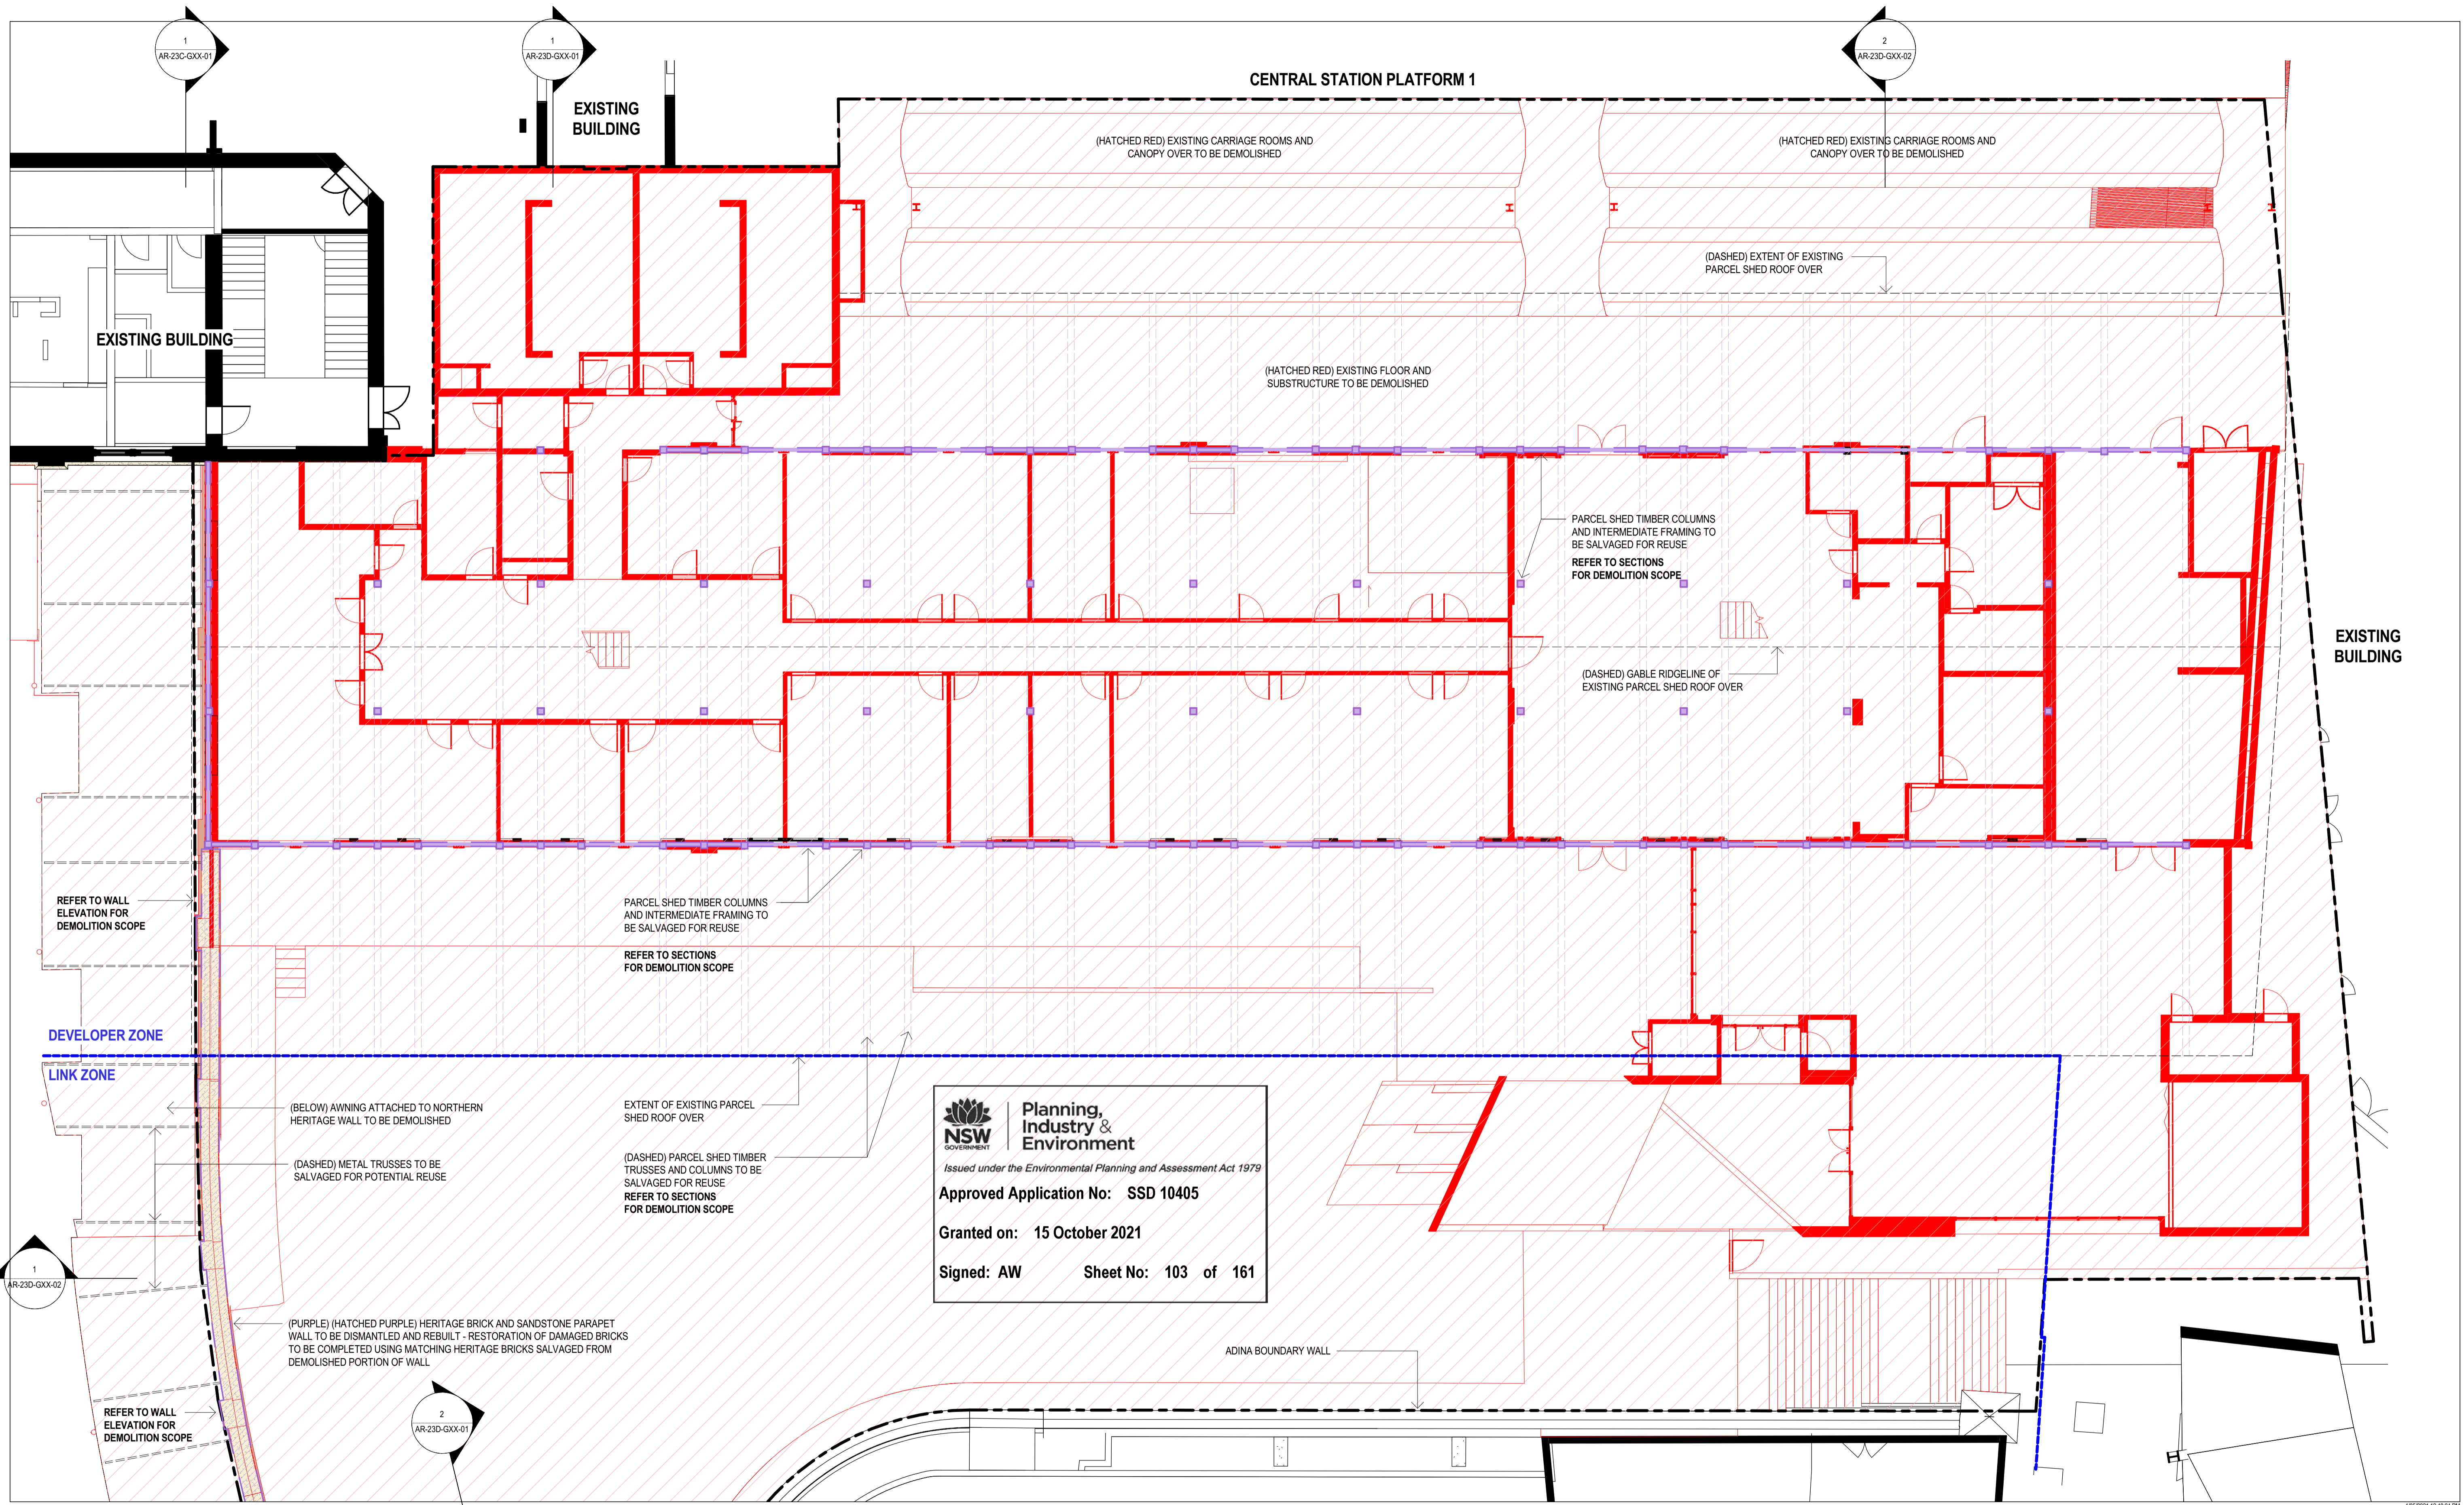 1
AR-23C-GXX-01
1
AR-23D-GXX-01
2
AR-23D-GXX-02
CENTRAL STATION PLATFORM 1
EXISTING
BUILDING
(HATCHED RED) EXISTING CARRIAGE ROOMS AND
CANOPY OVER TO BE DEMOLISHED
(HATCHED RED) EXISTING CARRIAGE ROOMS AND
CANOPY OVER TO BE DEMOLISHED
(DASHED) EXTENT OF EXISTING
PARCEL SHED ROOF OVER
EXISTING BUILDING
(HATCHED RED) EXISTING FLOOR AND
SUBSTRUCTURE TO BE DEMOLISHED
PARCEL SHED TIMBER COLUMNS
AND INTERMEDIATE FRAMING TO
BE SALVAGED FOR REUSE
REFER TO SECTIONS
FOR DEMOLITION SCOPE
EXISTING
BUILDING
(DASHED) GABLE RIDGELINE OF
EXISTING PARCEL SHED ROOF OVER
REFER TO WALL
ELEVATION FOR
DEMOLITION SCOPE
PARCEL SHED TIMBER COLUMNS
AND INTERMEDIATE FRAMING TO
BE SALVAGED FOR REUSE
REFER TO SECTIONS
FOR DEMOLITION SCOPE
DEVELOPER ZONE
LINK ZONE
(BELOW) AWNING ATTACHED TO NORTHERN
HERITAGE WALL TO BE DEMOLISHED
EXTENT OF EXISTING PARCEL
SHED ROOF OVER
(DASHED) METAL TRUSSES TO BE
SALVAGED FOR POTENTIAL REUSE
(DASHED) PARCEL SHED TIMBER
TRUSSES AND COLUMNS TO BE
SALVAGED FOR REUSE
REFER TO SECTIONS
FOR DEMOLITION SCOPE
NSW
GOVERNMENT
Planning,
Industry &
Environment
Issued under the Environmental Planning and Assessment Act 1979
Approved Application No: SSD 10405
Granted on: 15 October 2021
Signed: AW Sheet No: 103 of 161
1
AR-23D-GXX-02
(PURPLE) (HATCHED PURPLE) HERITAGE BRICK AND SANDSTONE PARAPET
WALL TO BE DISMANTLED AND REBUILT - RESTORATION OF DAMAGED BRICKS
TO BE COMPLETED USING MATCHING HERITAGE BRICKS SALVAGED FROM
DEMOLISHED PORTION OF WALL
ADINA BOUNDARY WALL
REFER TO WALL
ELEVATION FOR
DEMOLITION SCOPE
2
AR-23D-GXX-01